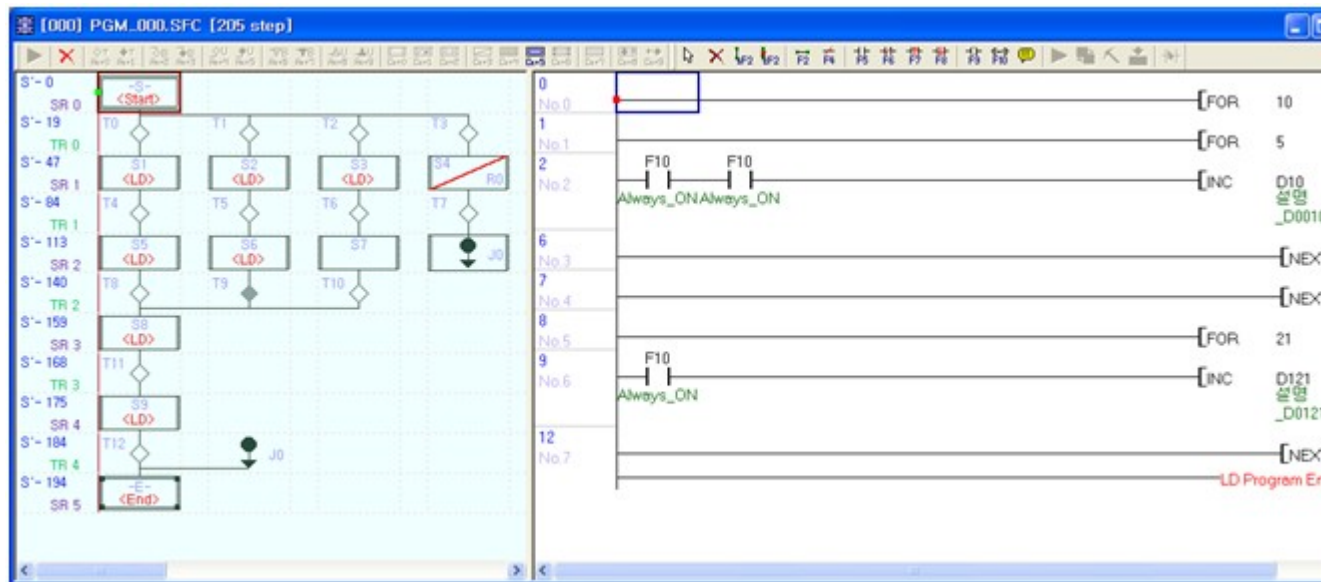 [000] PGM_000.SFC [205 step]
S'- 0
SR 0
-S-
<Start>
S'- 19
TR 0
T0 T1 T2 T3
S'- 47
SR 1
S1 S2 S3 S4
<LD> <LD> <LD> R0
S'- 84
TR 1
T4 T5 T6 T7
S'- 113
SR 2
S5 S6 S7 J0
<LD> <LD>
S'- 140
TR 2
T8 T9 T10
S'- 159
SR 3
S8
<LD>
S'- 168
TR 3
T11
S'- 175
SR 4
S9
<LD>
S'- 184
TR 4
T12 J0
S'- 194
SR 5
-E-
<End>
0
No.0
FOR 10
1
No.1
FOR 5
2
No.2
F10 F10
Always_ON Always_ON
INC D10
설명
_D0010
6
No.3
NEX
7
No.4
NEX
8
No.5
FOR 21
9
No.6
F10
Always_ON
INC D121
설명
_D0121
12
No.7
NEX
LD Program En